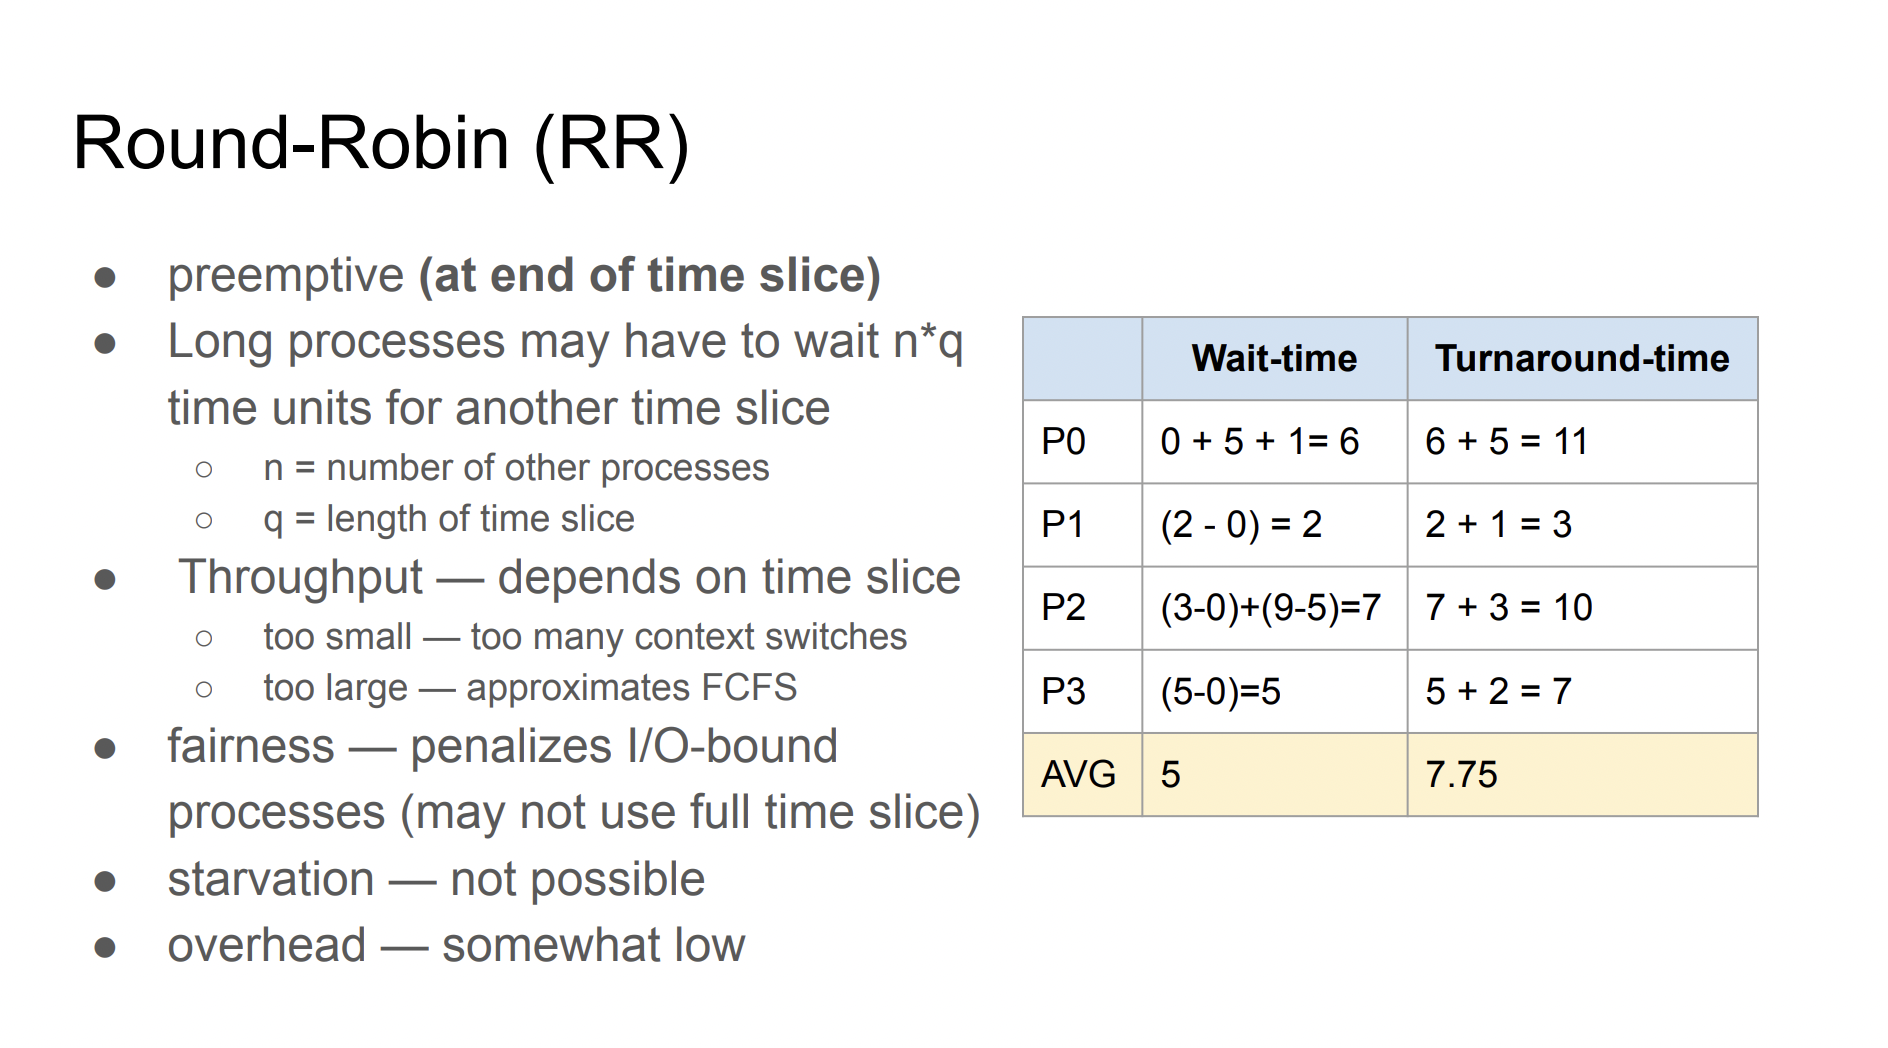 Round-Robin (RR)
● preemptive (at end of time slice)
● Long processes may have to wait n*q
time units for another time slice
○ n = number of other processes
○ q = length of time slice
● Throughput — depends on time slice
○ too small — too many context switches
○ too large — approximates FCFS
● fairness — penalizes I/O-bound
processes (may not use full time slice)
● starvation — not possible
● overhead — somewhat low
Wait-time Turnaround-time
P0 0 + 5 + 1= 6 6 + 5 = 11
P1 (2 - 0) = 2 2 + 1 = 3
P2 (3-0)+(9-5)=7 7 + 3 = 10
P3 (5-0)=5 5 + 2 = 7
AVG 5 7.75